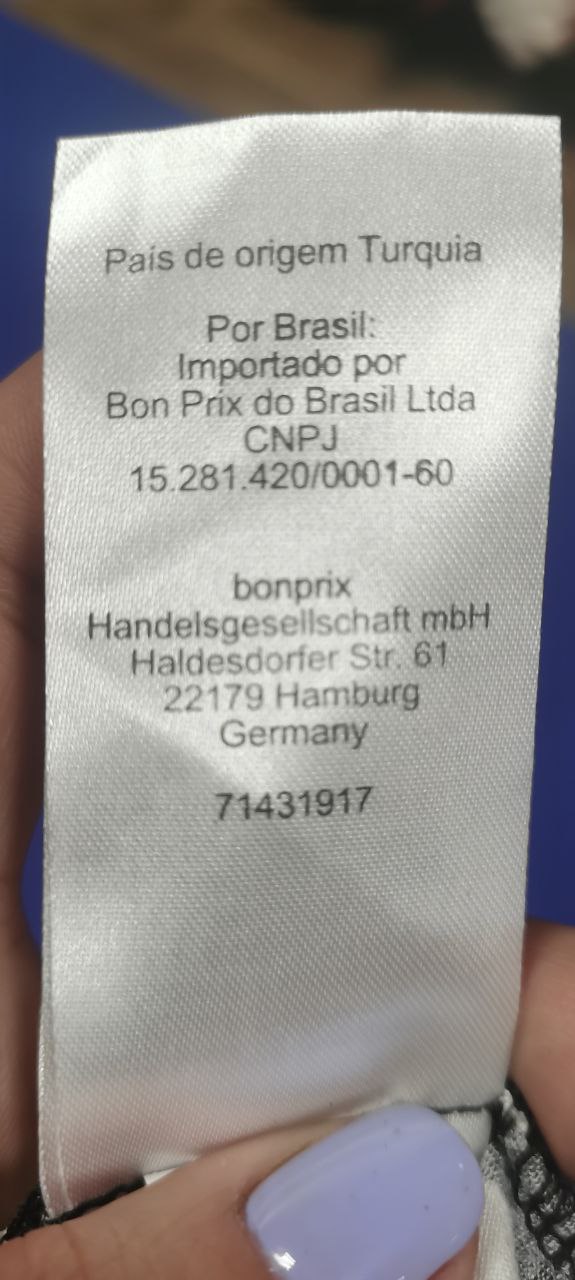 País de origem Turquia
Por Brasil:
Importado por
Bon Prix do Brasil Ltda
CNPJ
15.281.420/0001-60
bonprix
Handelsgesellschaft mbH
Haldesdorfer Str. 61
22179 Hamburg
Germany
71431917